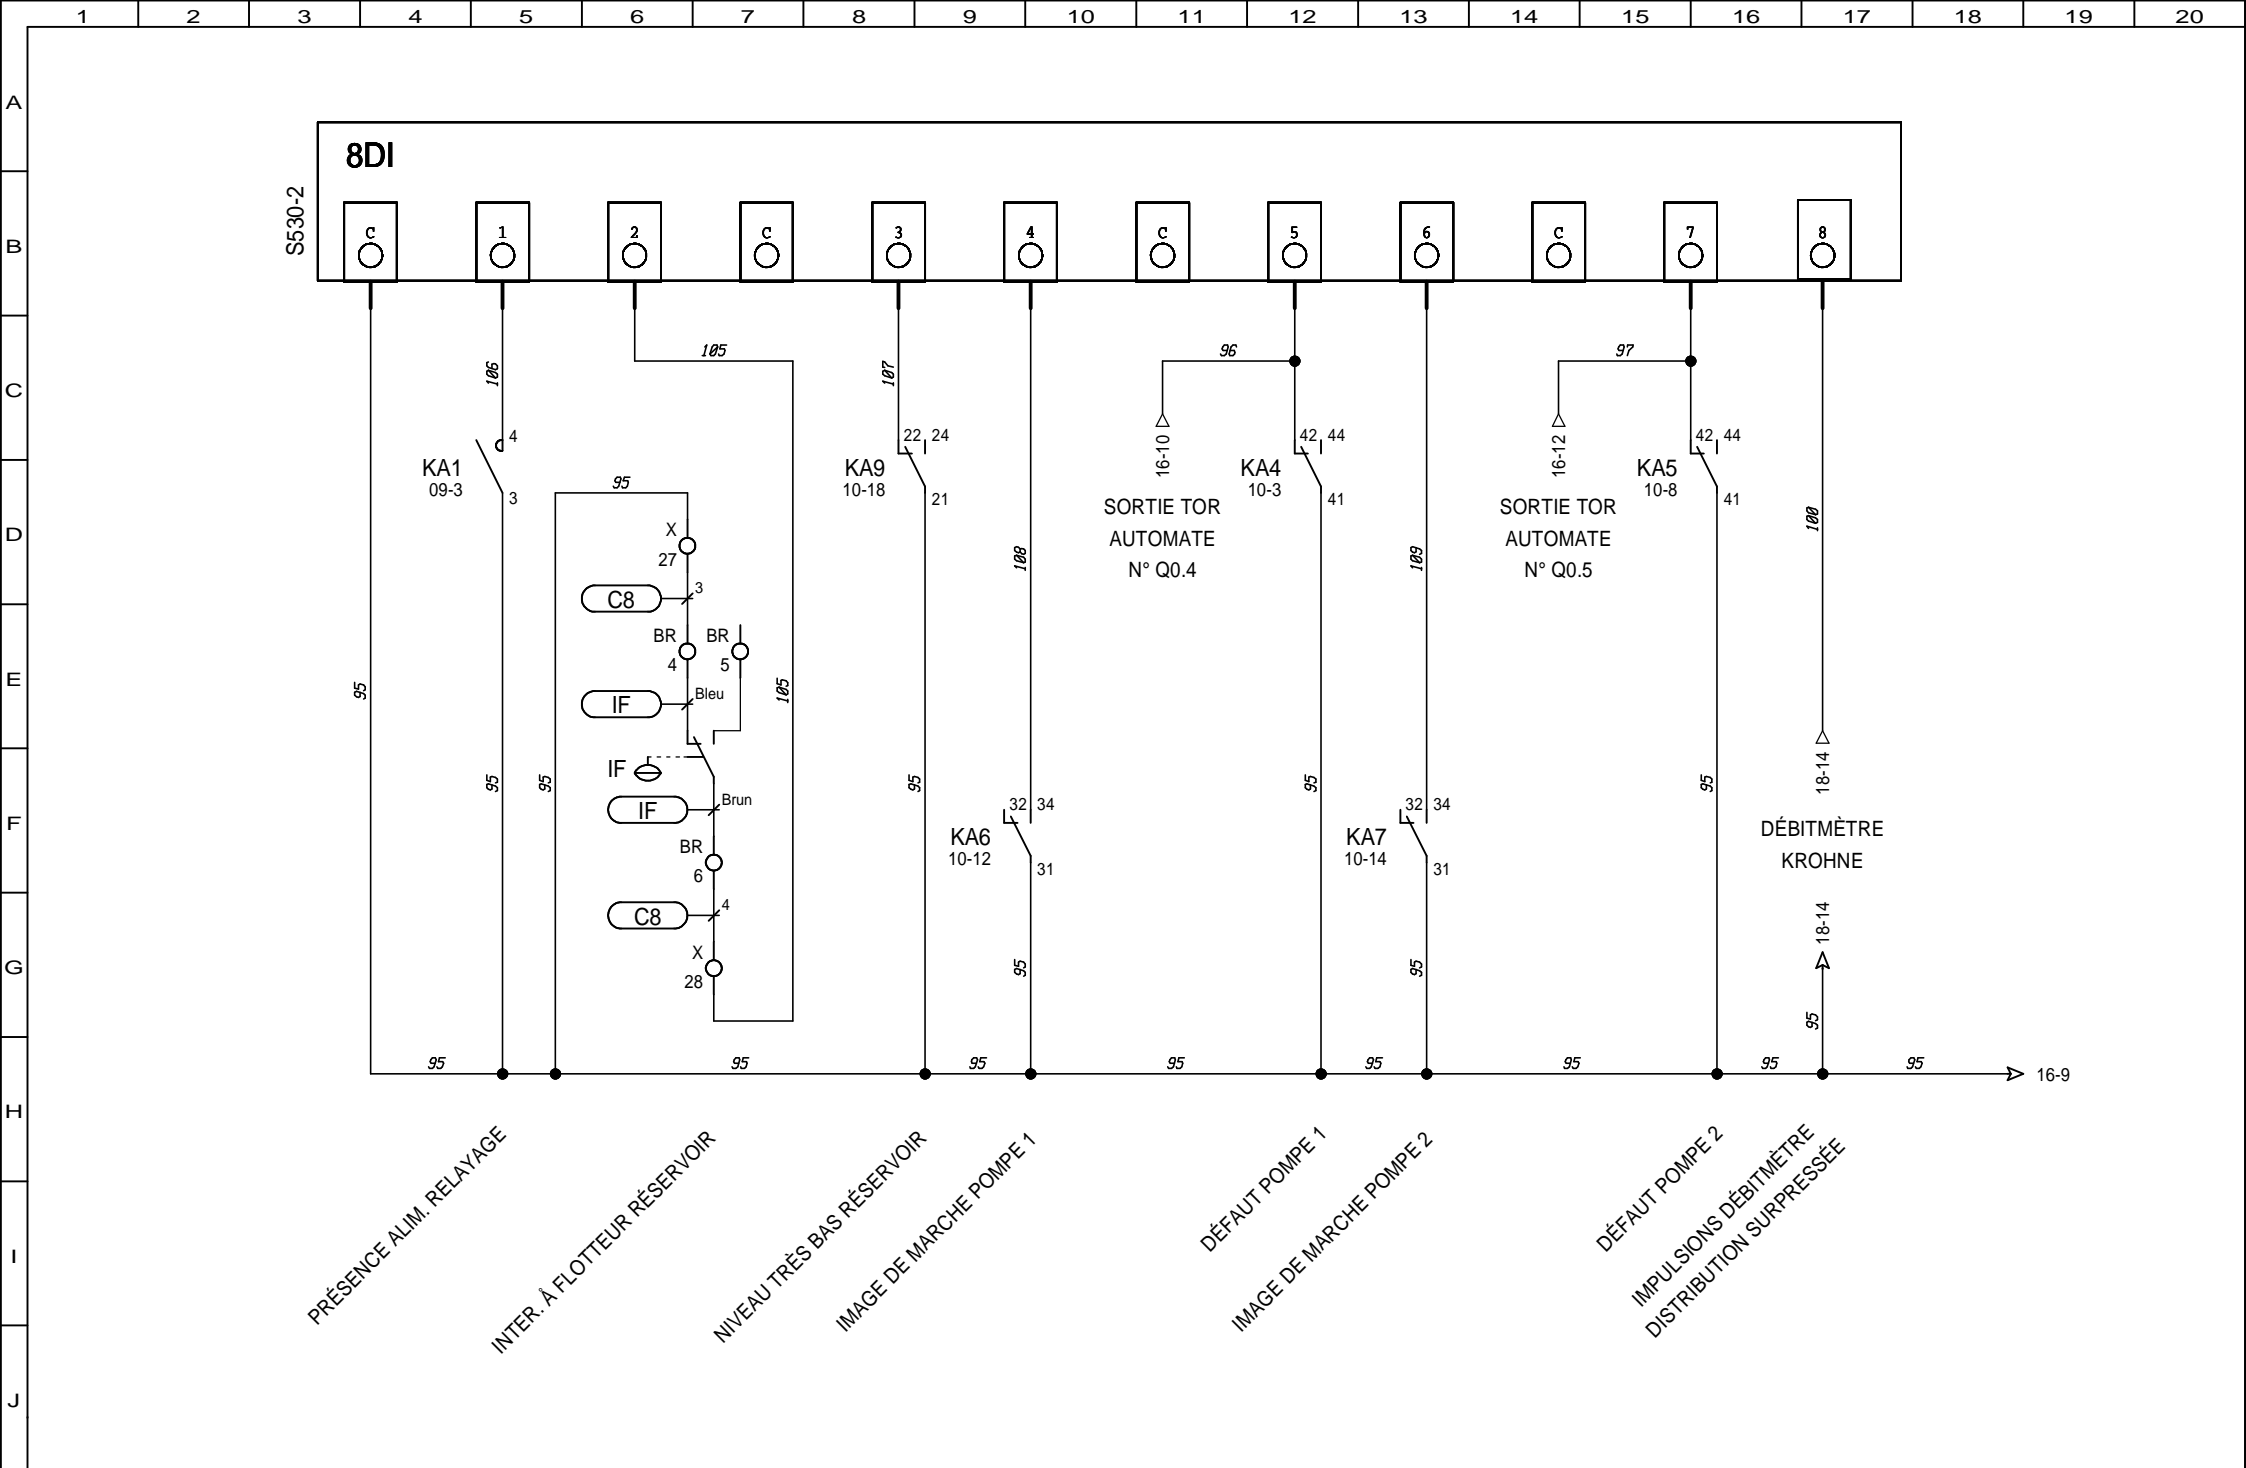 1 2 3 4 5 6 7 8 9 10 11 12 13 14 15 16 17 18 19 20
A
8DI
S530-2
B
C 1 2 C 3 4 C 5 6 C 7 8
105
96
97
106
107
C
4
22 24
42 44
42 44
KA1
09-3
3
KA9
10-18
21
16-10
KA4
10-3
41
16-12
KA5
10-8
41
95
SORTIE TOR
AUTOMATE
N° Q0.4
SORTIE TOR
AUTOMATE
N° Q0.5
D
X
27
108
109
100
C8
3
BR
4
BR
5
E
95
105
IF
Bleu
IF
95
95
95
95
95
18-14
IF
Brun
32 34
32 34
F
KA6
10-12
31
KA7
10-14
31
DÉBITMÈTRE
KROHNE
BR
6
C8
4
18-14
X
28
G
95
95
95
95 95 95 95 95 95 95 95
16-9
H
PRÉSENCE ALIM. RELAYAGE
INTER. Å FLOTTEUR RÉSERVOIR
NIVEAU TRÈS BAS RÉSERVOIR
IMAGE DE MARCHE POMPE 1
DÉFAUT POMPE 1
IMAGE DE MARCHE POMPE 2
DÉFAUT POMPE 2
IMPULSIONS DÉBITMÈTRE
DISTRIBUTION SURPRESSÉE
I
J